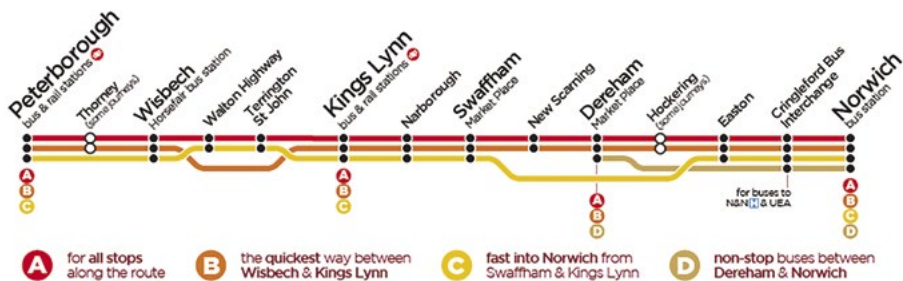 Peterborough
bus & rail stations
Thorney
(some journeys)
Wisbech
Horsefair bus station
Walton Highway
Terrington
St John
Kings Lynn
bus & rail stations
Narborough
Swaffham
Market Place
New Scarning
Dereham
Market Place
Hockering
(some journeys)
Easton
Cringleford Bus
Interchange
Norwich
bus station
A
B
C
A
B
C
A
B
D
for buses to
N&N H & UEA
A
B
C
D
A for all stops
along the route
B the quickest way between
Wisbech & Kings Lynn
C fast into Norwich from
Swaffham & Kings Lynn
D non-stop buses between
Dereham & Norwich